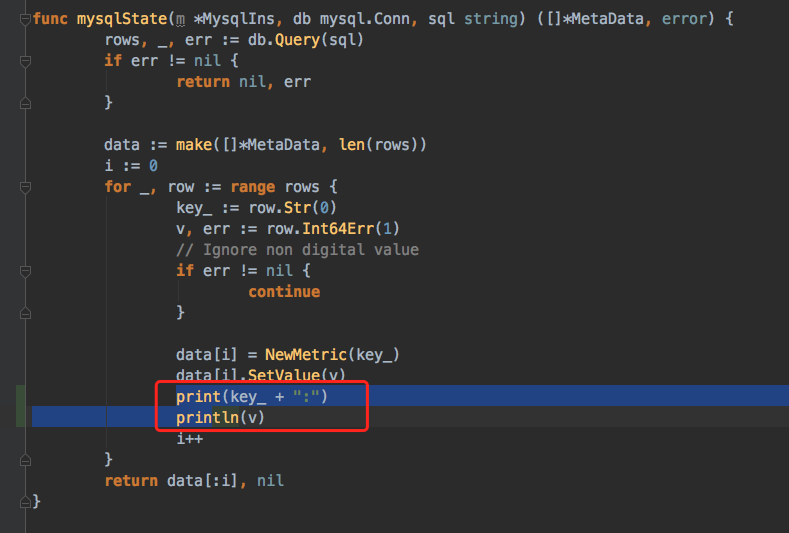 func mysqlState(m *MysqlIns, db mysql.Conn, sql string) ([]*MetaData, error) {
rows, _, err := db.Query(sql)
if err != nil {
return nil, err
}
data := make([]*MetaData, len(rows))
i := 0
for _, row := range rows {
key_ := row.Str(0)
v, err := row.Int64Err(1)
// Ignore non digital value
if err != nil {
continue
}
data[i] = NewMetric(key_)
data[i].SetValue(v)
print(key_ + ":")
println(v)
i++
}
return data[:i], nil
}